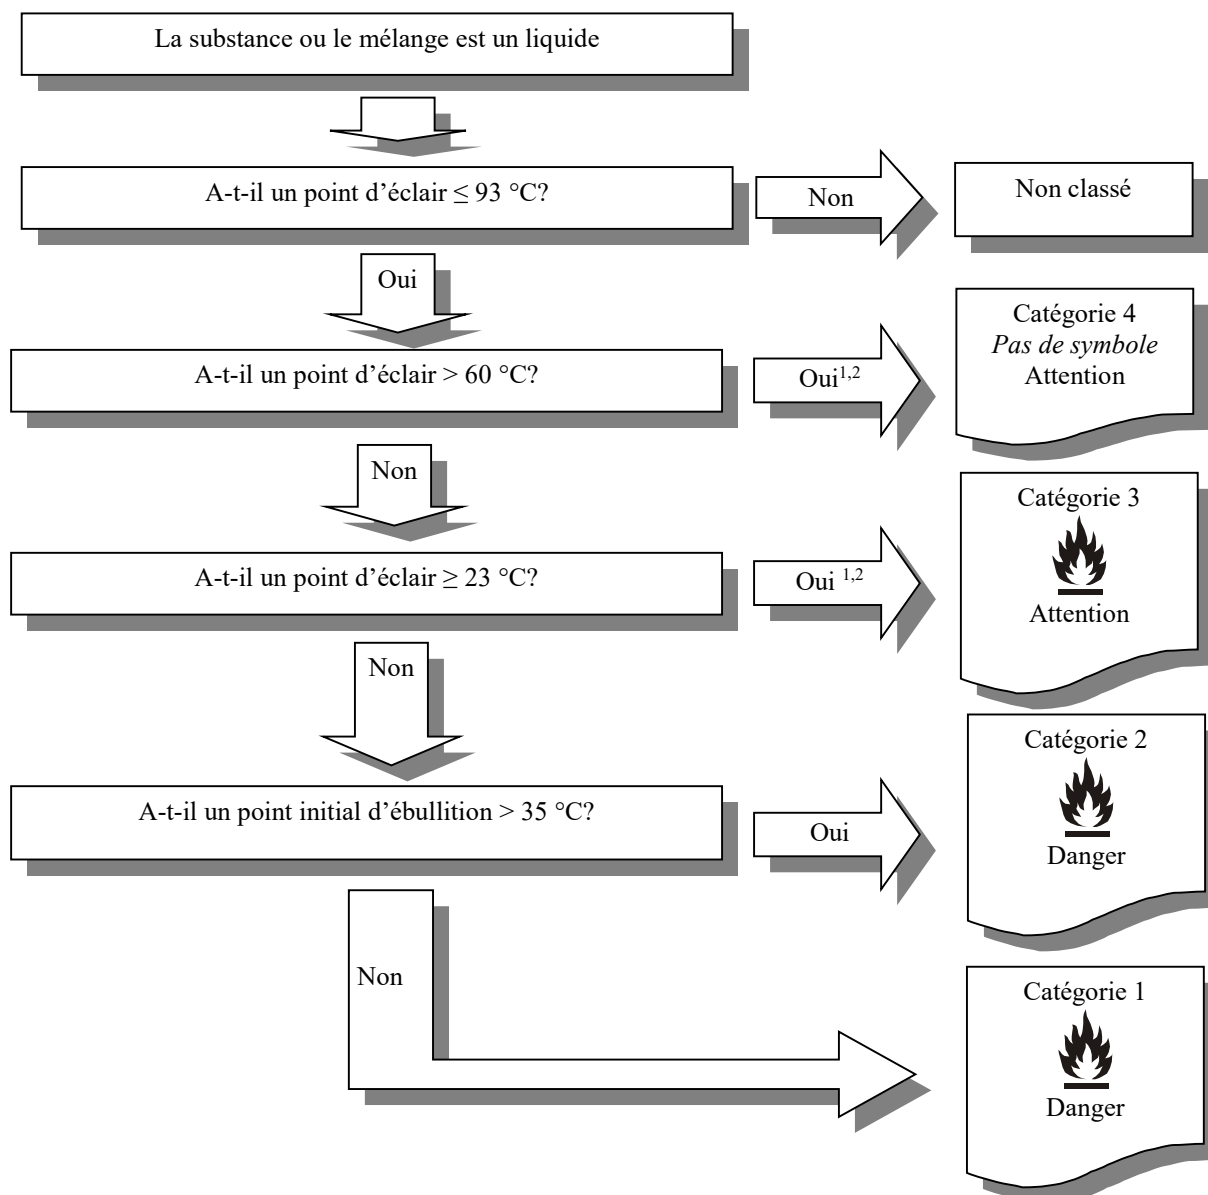 La substance ou le mélange est un liquide
A-t-il un point d’éclair ≤ 93 °C?
Non
Non classé
Oui
A-t-il un point d’éclair > 60 °C?
Oui1,2
Catégorie 4
Pas de symbole
Attention
Non
A-t-il un point d’éclair ≥ 23 °C?
Oui 1,2
Catégorie 3
Attention
Non
A-t-il un point initial d’ébullition > 35 °C?
Oui
Catégorie 2
Danger
Non
Catégorie 1
Danger